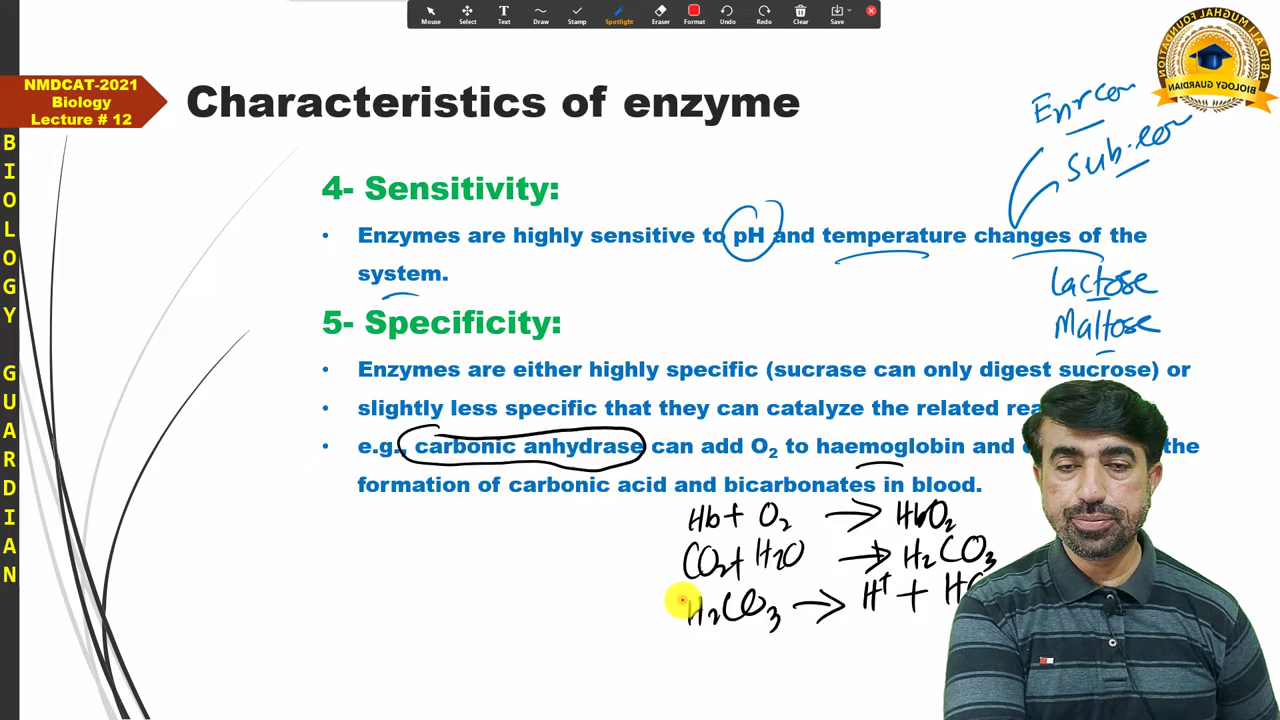 Mouse Select Text Draw Stamp Spotlight Eraser Format Undo Redo Clear Save
ABID ALI MUGHAL FOUNDATION
BIOLOGY GUARDIAN
NMDCAT-2021
Biology
Lecture # 12
BIOLOGY GUARDIAN
Characteristics of enzyme
Sub.
4- Sensitivity:
• Enzymes are highly sensitive to pH and temperature changes of the
system.
Lactose
Maltose
5- Specificity:
• Enzymes are either highly specific (sucrase can only digest sucrose) or
• slightly less specific that they can catalyze the related
• e.g., carbonic anhydrase can add O₂ to haemoglobin and the
formation of carbonic acid and bicarbonates in blood.
Hb + O₂ → HbO₂
CO₂ + H₂O → H₂CO₃
H₂CO₃ → H⁺ +